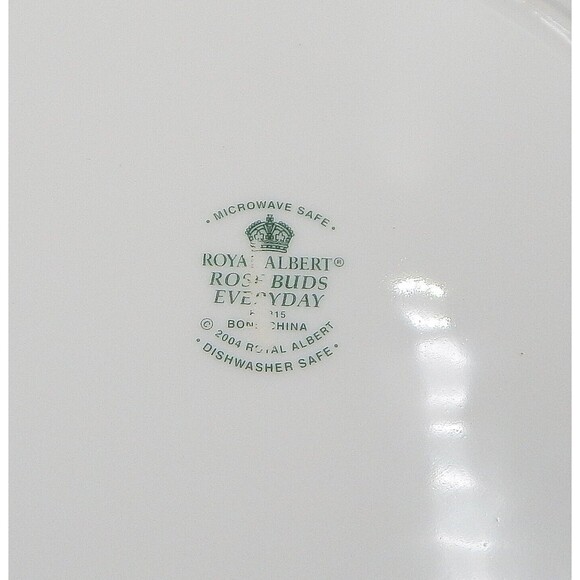 • MICROWAVE SAFE •
ROYAL ALBERT®
ROSE BUDS
EVERYDAY
BONE CHINA
© 2004 ROYAL ALBERT
• DISHWASHER SAFE •